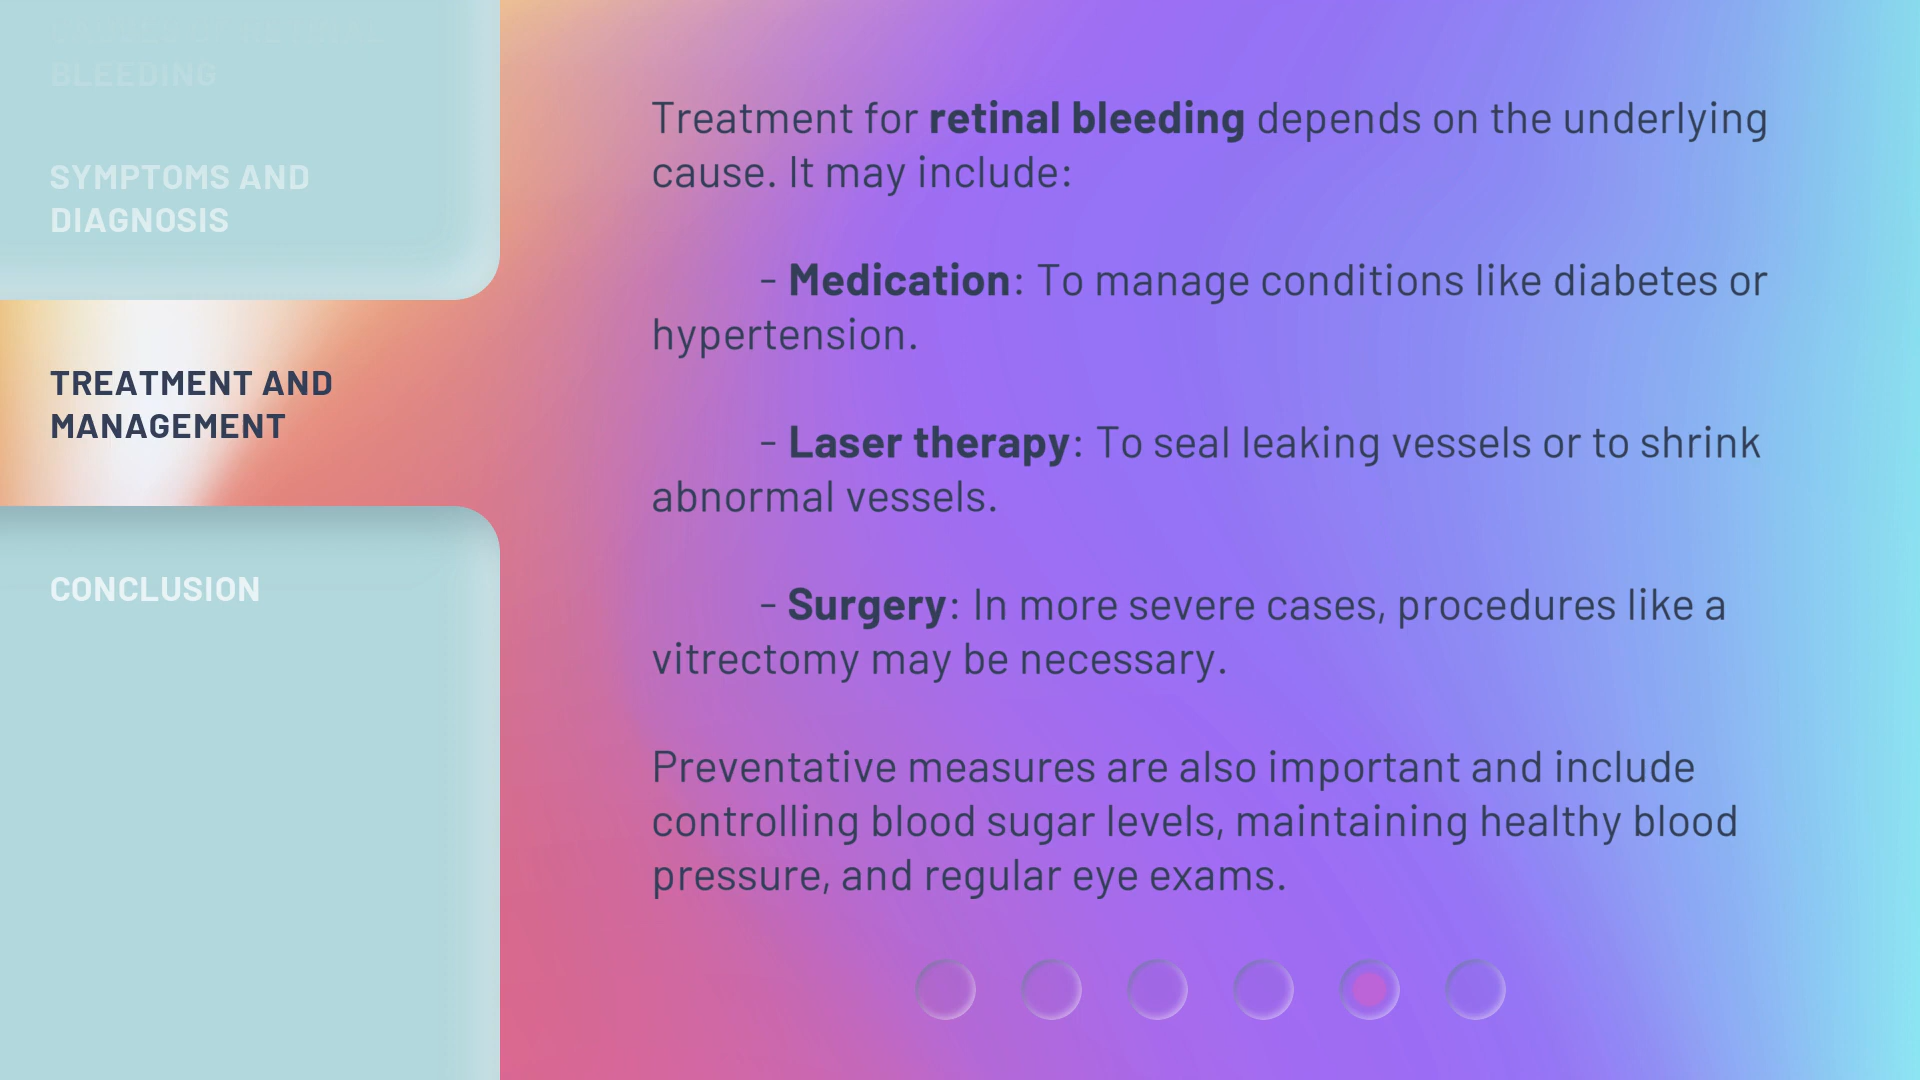 BLEEDING
SYMPTOMS AND
DIAGNOSIS
TREATMENT AND
MANAGEMENT
CONCLUSION
Treatment for retinal bleeding depends on the underlying
cause. It may include:
- Medication: To manage conditions like diabetes or
hypertension.
- Laser therapy: To seal leaking vessels or to shrink
abnormal vessels.
- Surgery: In more severe cases, procedures like a
vitrectomy may be necessary.
Preventative measures are also important and include
controlling blood sugar levels, maintaining healthy blood
pressure, and regular eye exams.